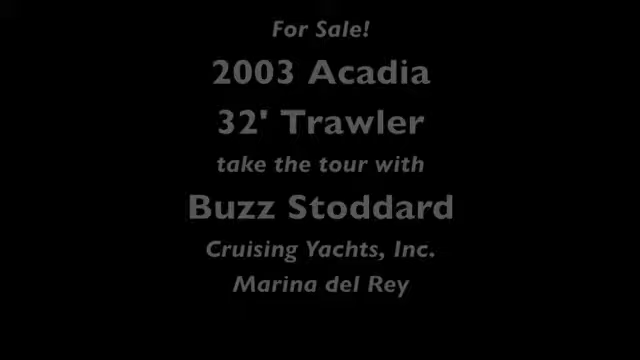 For Sale!
2003 Acadia
32' Trawler
take the tour with
Buzz Stoddard
Cruising Yachts, Inc.
Marina del Rey